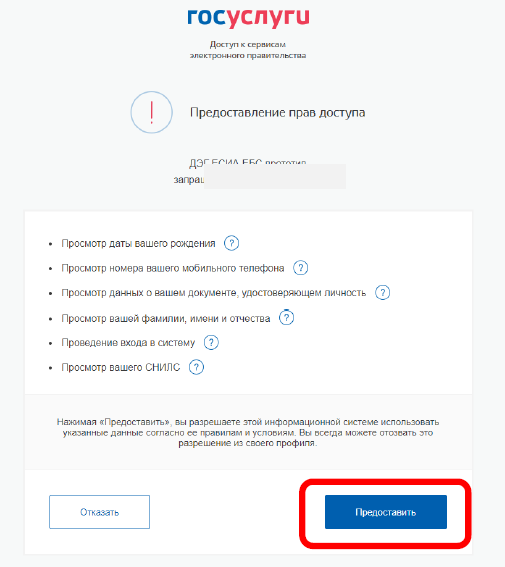 госуслуги
Доступ к сервисам
электронного правительства
Предоставление прав доступа
ДЭГ ЕСИА ЕБС прототип
Просмотр даты вашего рождения ?
Просмотр номера вашего мобильного телефона ?
Просмотр данных о вашем документе, удостоверяющем личность ?
Просмотр вашей фамилии, имени и отчества ?
Проведение входа в систему ?
Просмотр вашего СНИЛС ?
Нажимая «Предоставить», вы разрешаете этой информационной системе использовать
указанные данные согласно ее правилам и условиям. Вы всегда можете отозвать это
разрешение из своего профиля.
Отказать
Предоставить